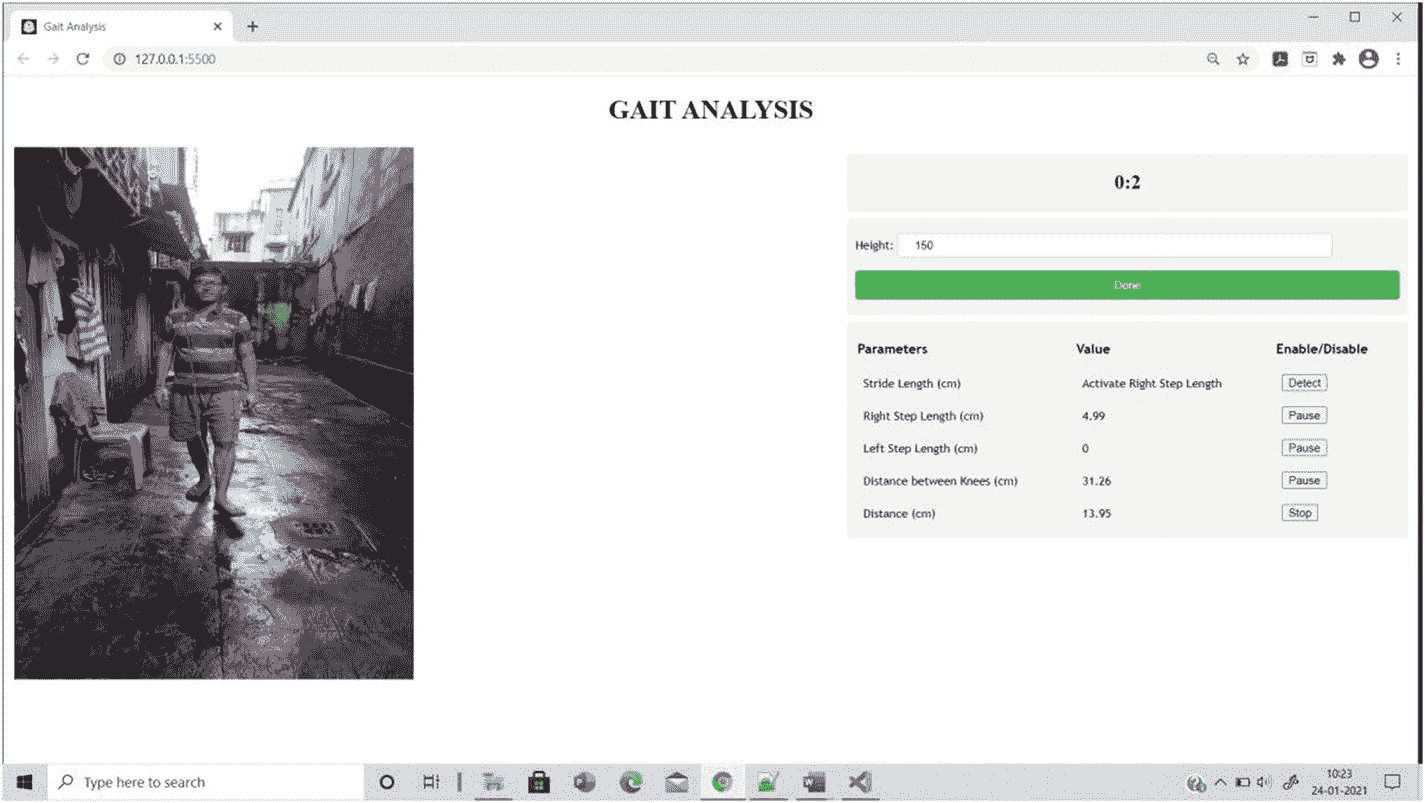 Gait Analysis
127.0.0.1:5500
GAIT ANALYSIS
0:2
Height: 150
Done
Parameters Value Enable/Disable
Stride Length (cm) Activate Right Step Length Detect
Right Step Length (cm) 4.99 Pause
Left Step Length (cm) 0 Pause
Distance between Knees (cm) 31.26 Pause
Distance (cm) 13.95 Stop
Type here to search
10:23
24-01-2021